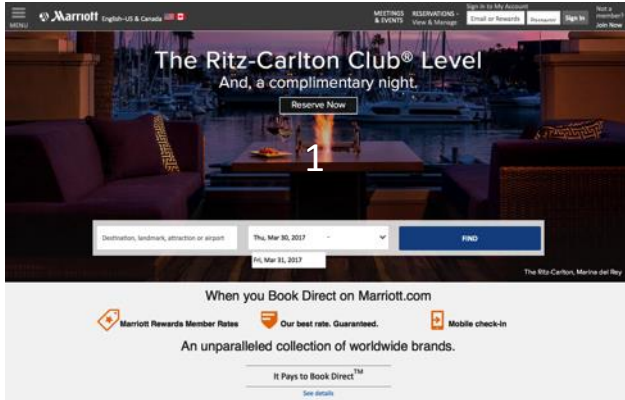 MENU
Marriott English-US & Canada
MEETINGS & EVENTS
RESERVATIONS -
View & Manage
Sign In to My Account
Email or Rewards
Password
Sign In
Not a member?
Join Now
The Ritz-Carlton Club® Level
And, a complimentary night.
Reserve Now
1
Destination, landmark, attraction or airport
Thu, Mar 30, 2017 -
FIND
Fri, Mar 31, 2017
The Ritz-Carlton, Marina del Rey
When you Book Direct on Marriott.com
Marriott Rewards Member Rates
Our best rate. Guaranteed.
Mobile check-in
An unparalleled collection of worldwide brands.
It Pays to Book Direct™
See details